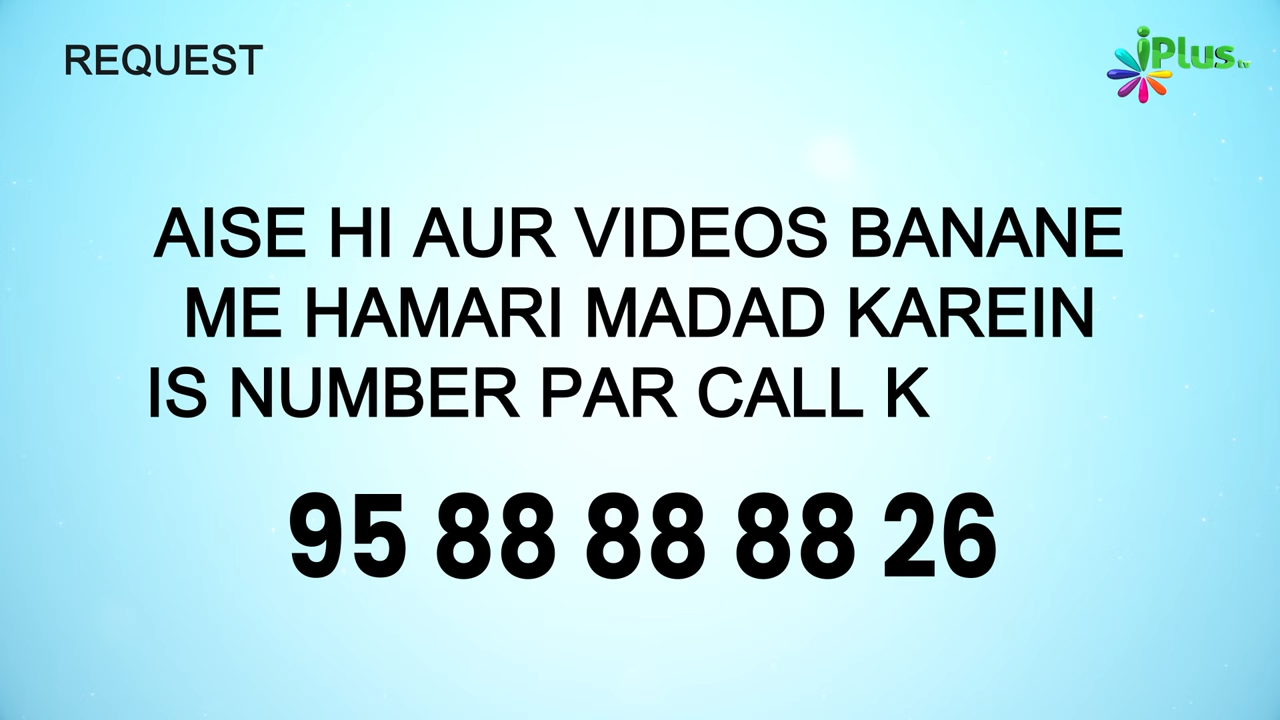 REQUEST
iPlus tv
AISE HI AUR VIDEOS BANANE
ME HAMARI MADAD KAREIN
IS NUMBER PAR CALL K
95 88 88 88 26